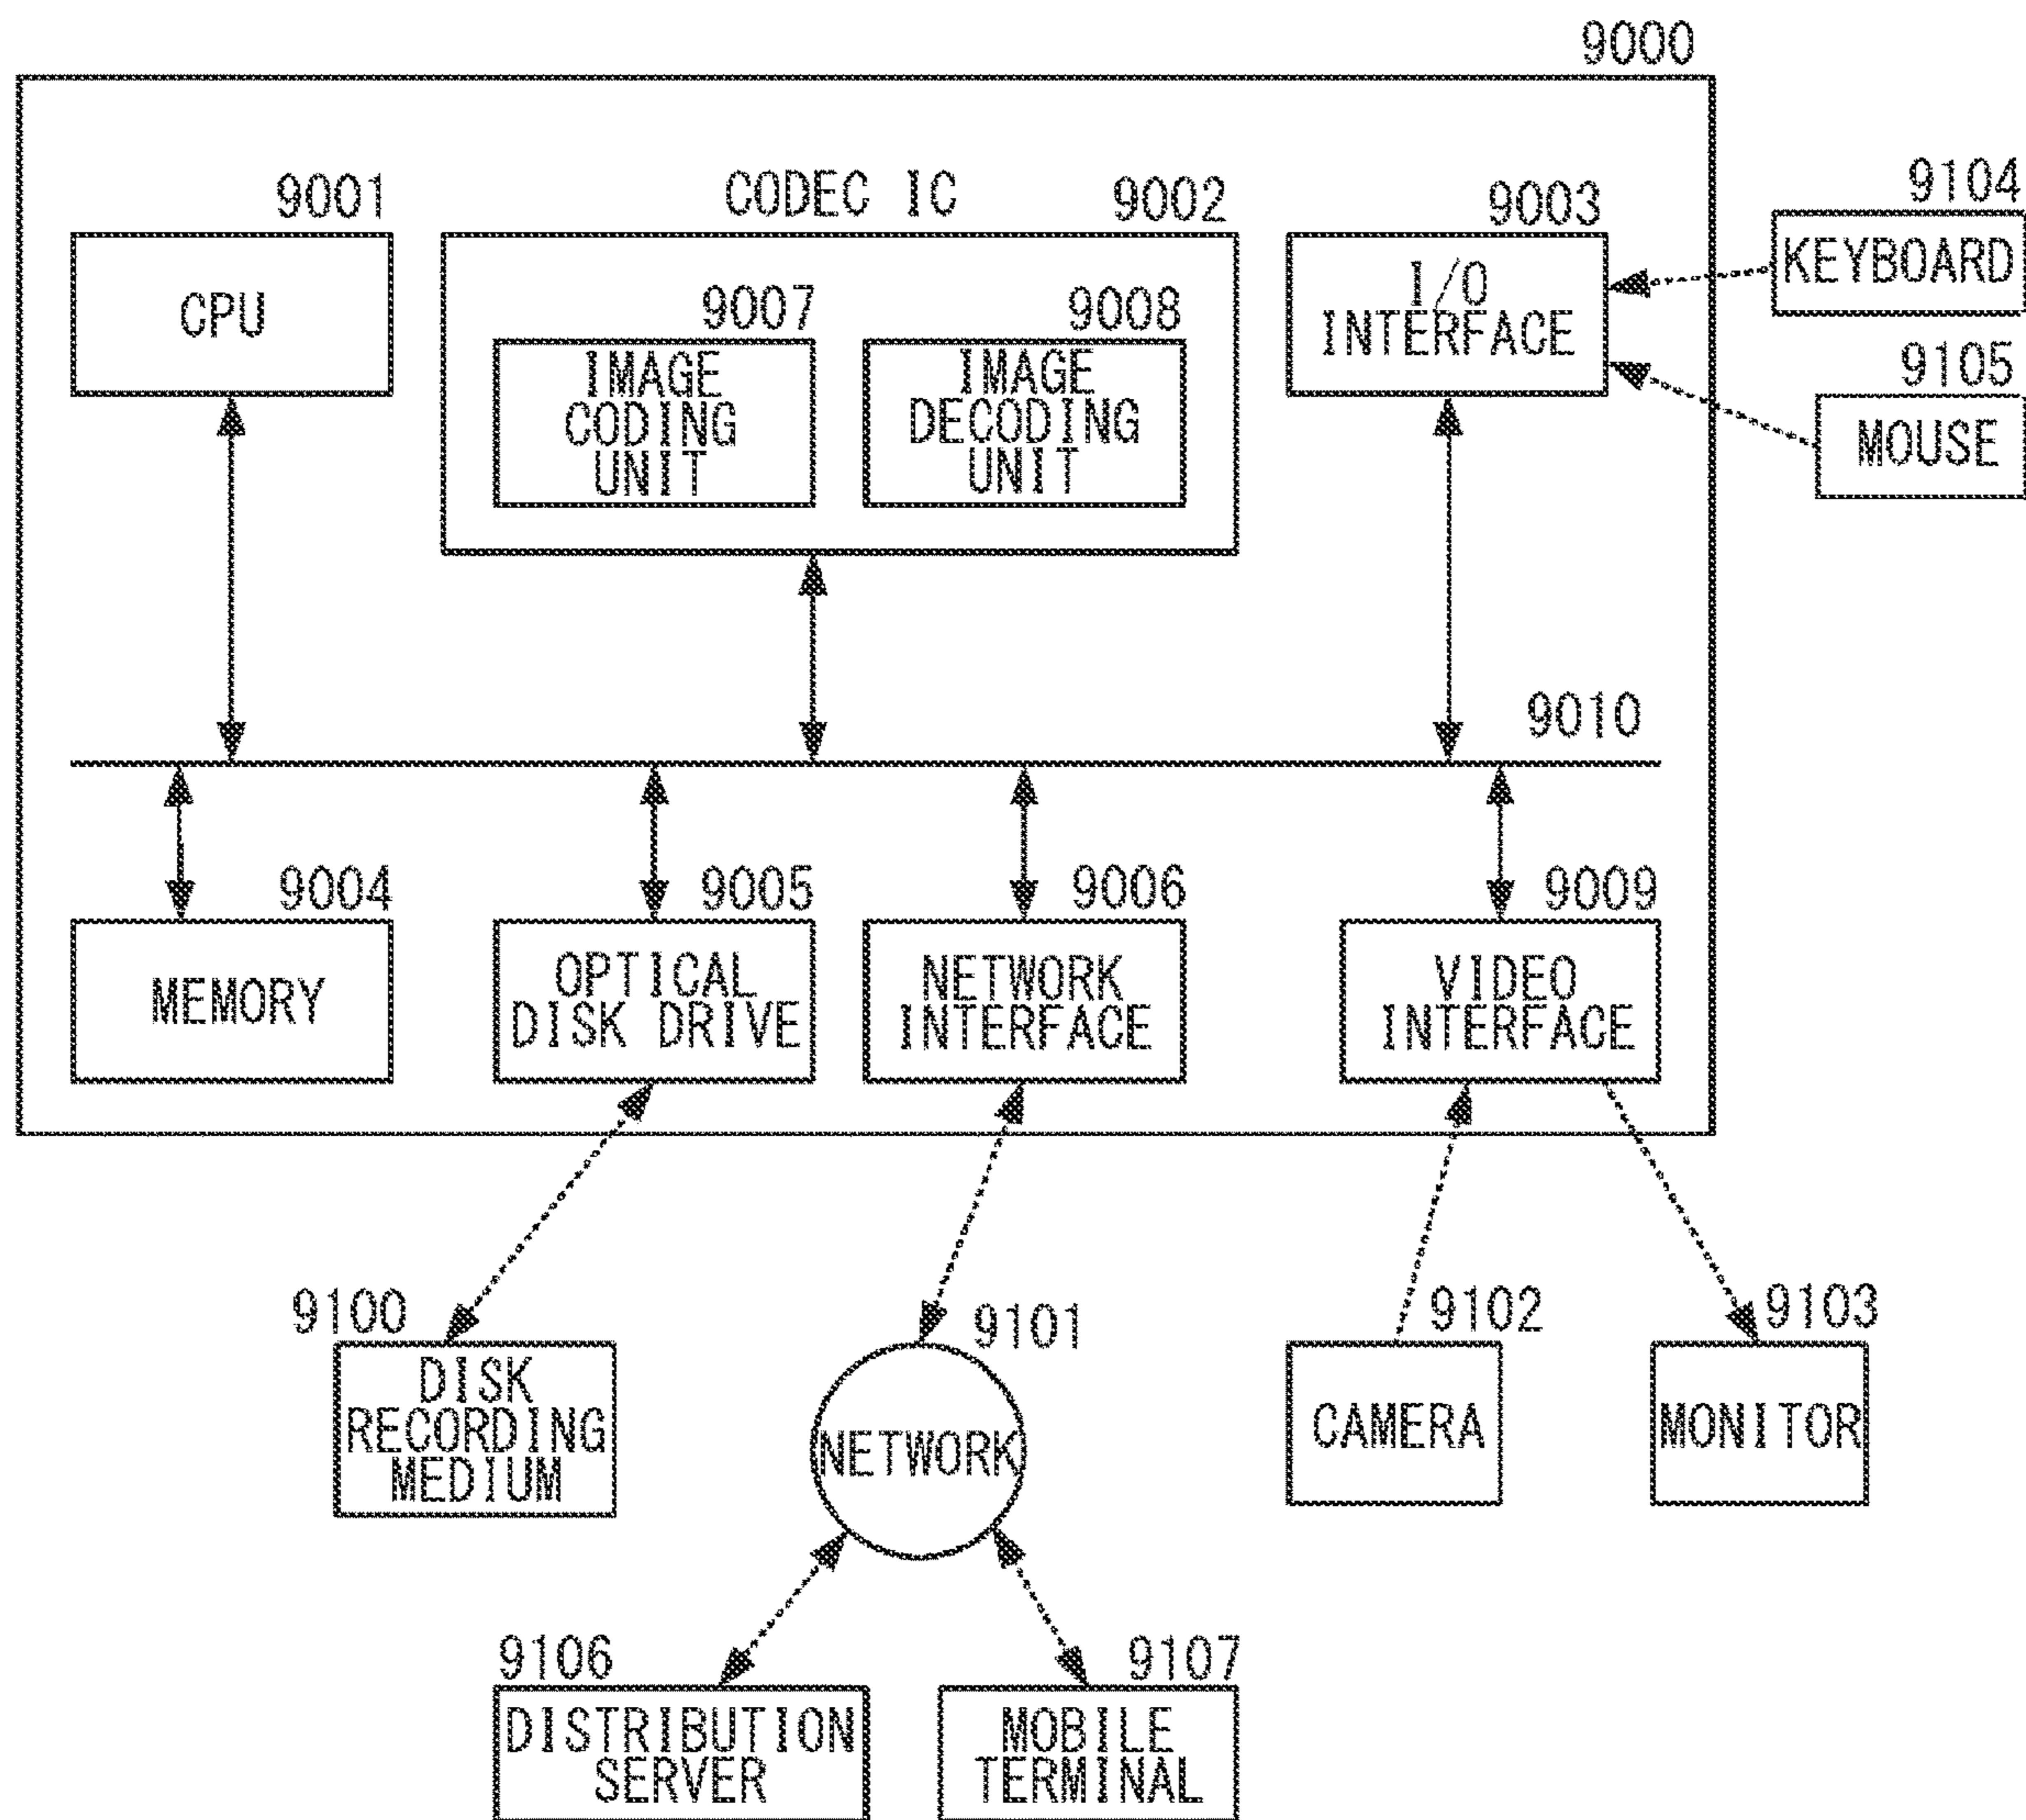 9000
9001
CODEC IC
9002
9003
9104
CPU
9007
9008
I/O
INTERFACE
KEYBOARD
IMAGE
CODING
UNIT
IMAGE
DECODING
UNIT
9105
MOUSE
9010
9004
9005
9006
9009
MEMORY
OPTICAL
DISK DRIVE
NETWORK
INTERFACE
VIDEO
INTERFACE
9100
9101
9102
9103
DISK
RECORDING
MEDIUM
NETWORK
CAMERA
MONITOR
9106
9107
DISTRIBUTION
SERVER
MOBILE
TERMINAL